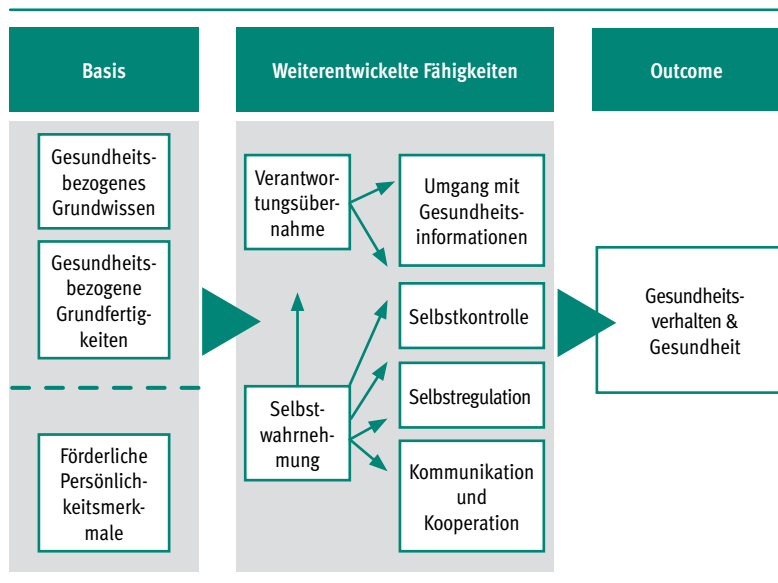 Basis
Weiterentwickelte Fähigkeiten
Outcome
Gesundheits-
bezogenes
Grundwissen
Gesundheits-
bezogene
Grundfertig-
keiten
Förderliche
Persönlich-
keitsmerk-
male
Verantwor-
tungsüber-
nahme
Selbst-
wahrneh-
mung
Umgang mit
Gesundheits-
informationen
Selbstkontrolle
Selbstregulation
Kommunikation
und
Kooperation
Gesundheits-
verhalten &
Gesundheit